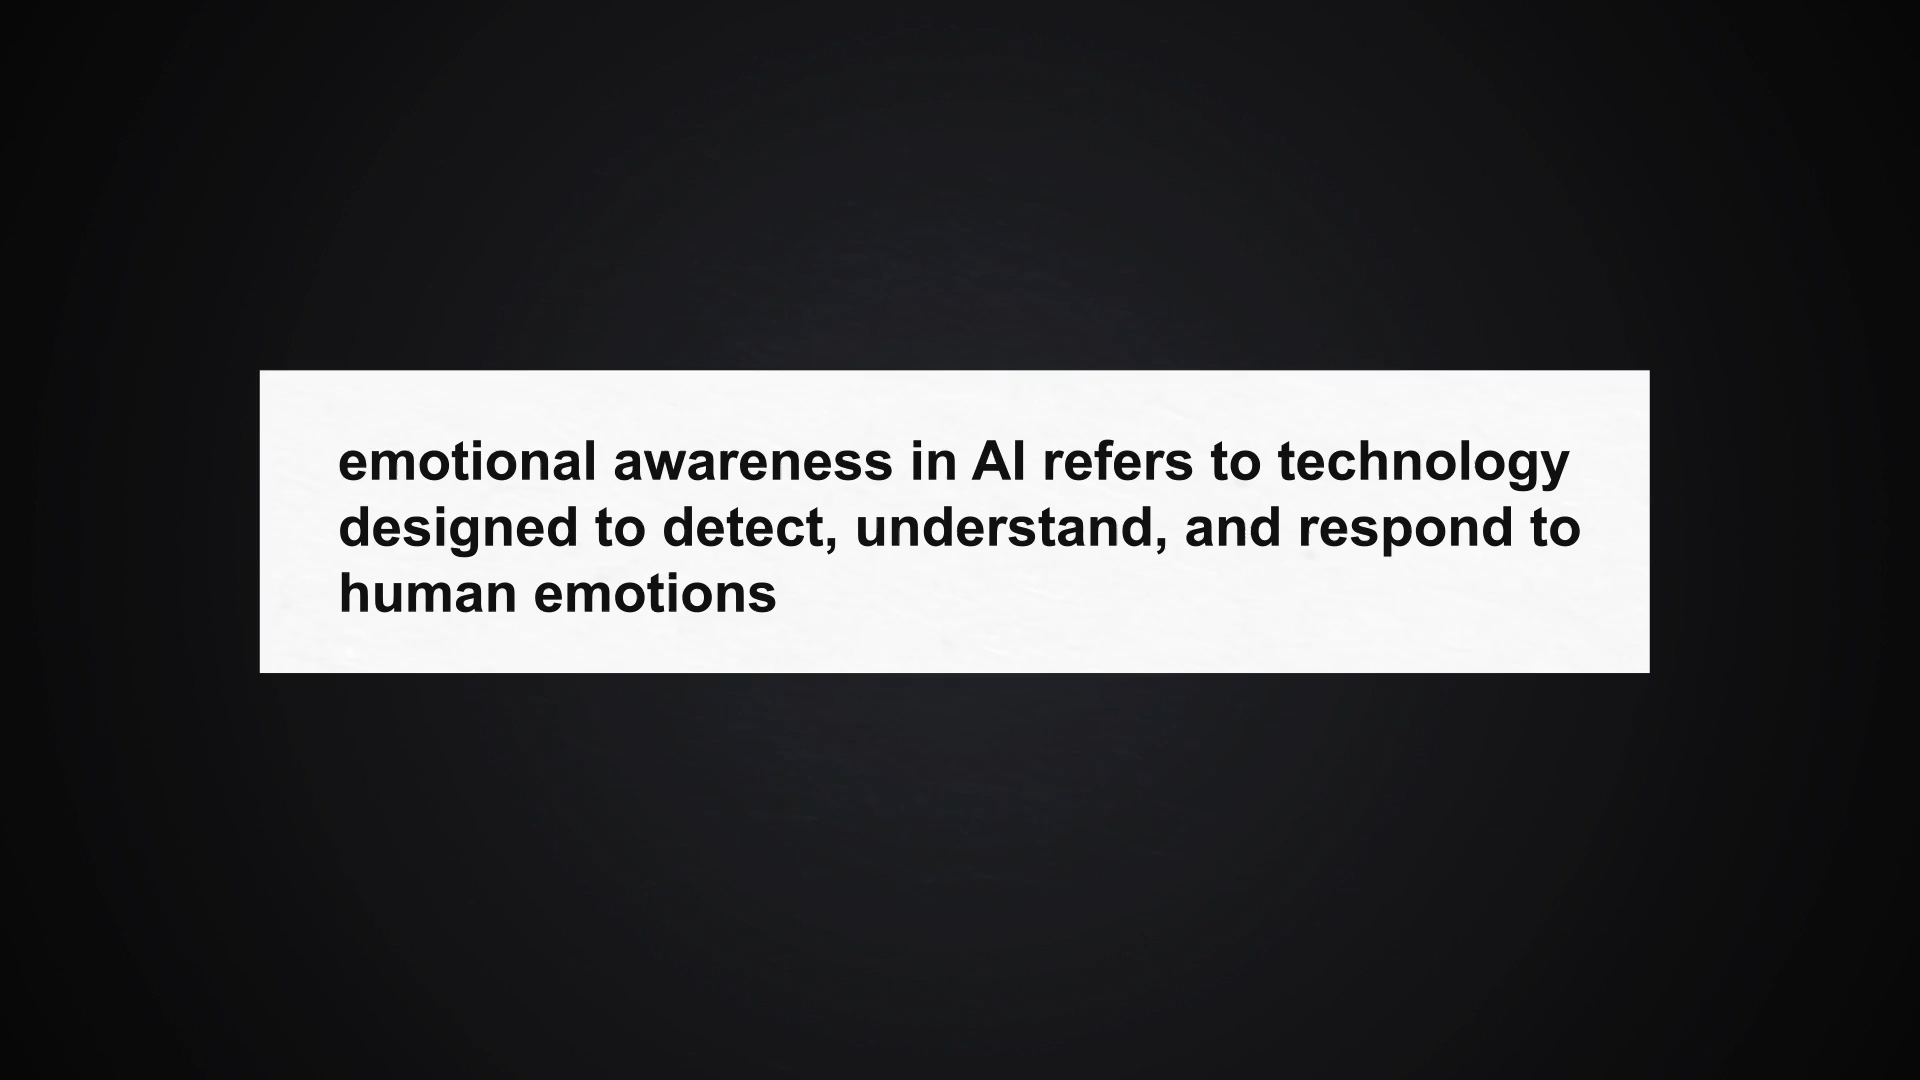 emotional awareness in AI refers to technology
designed to detect, understand, and respond to
human emotions